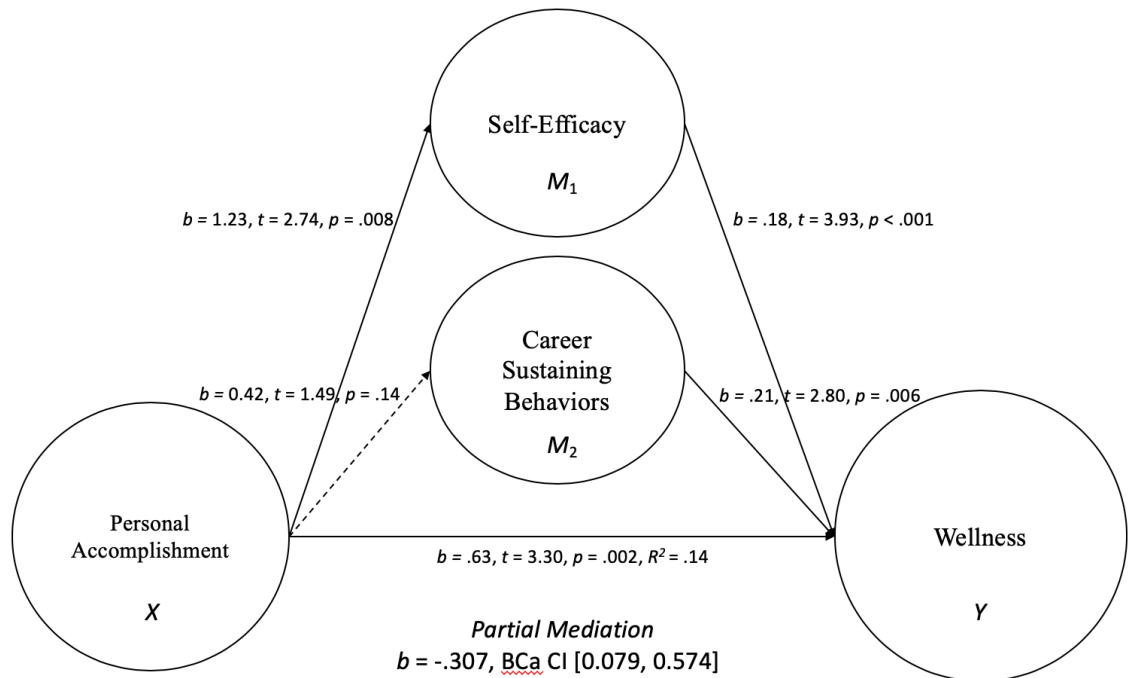 Self-Efficacy
M1
b = 1.23, t = 2.74, p = .008
b = .18, t = 3.93, p < .001
Career
Sustaining
Behaviors
M2
b = 0.42, t = 1.49, p = .14
b = .21, t = 2.80, p = .006
Personal
Accomplishment
X
Wellness
Y
b = .63, t = 3.30, p = .002, R² = .14
Partial Mediation
b = -.307, BCa CI [0.079, 0.574]